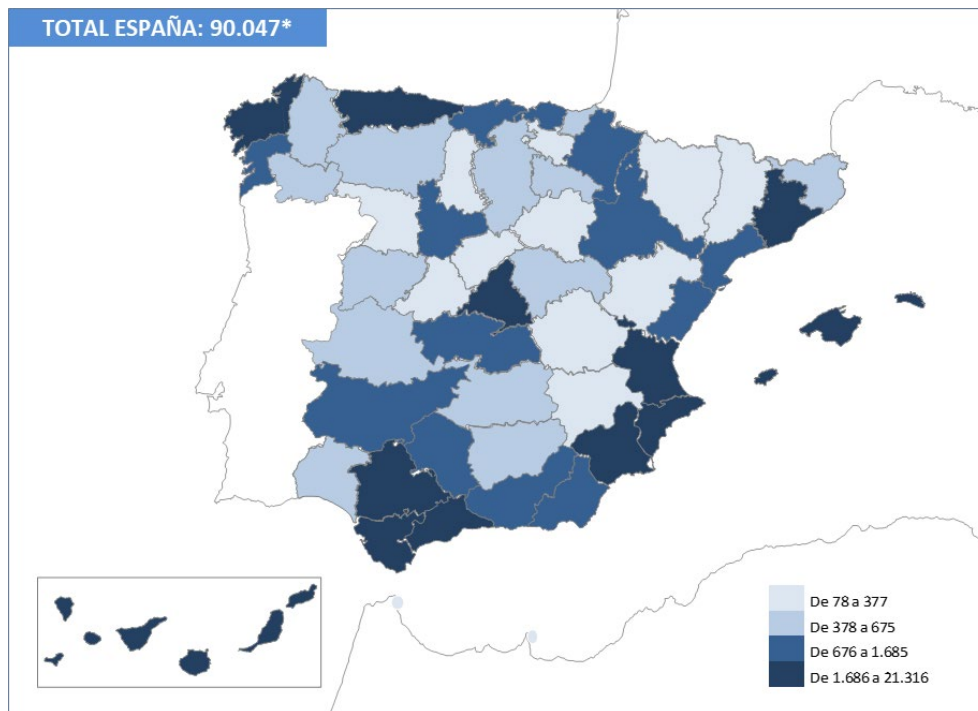 TOTAL ESPAÑA: 90.047*
De 78 a 377
De 378 a 675
De 676 a 1.685
De 1.686 a 21.316